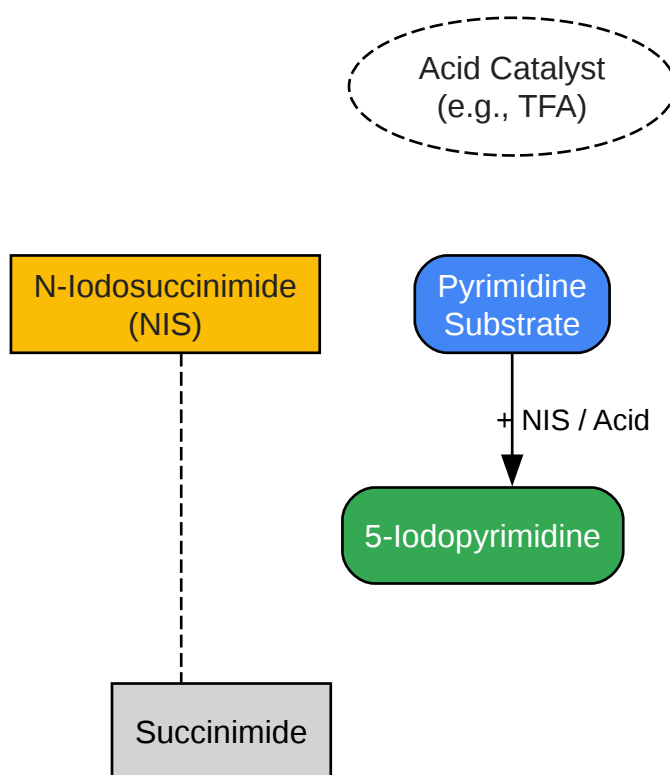 Acid Catalyst
(e.g., TFA)
N-Iodosuccinimide
(NIS)
Pyrimidine
Substrate
+ NIS / Acid
5-Iodopyrimidine
Succinimide